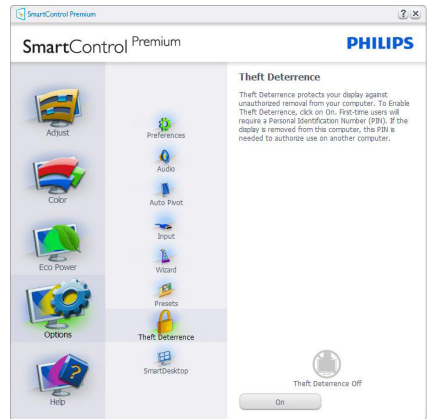 SmartControl Premium
SmartControl Premium
PHILIPS
Adjust
Color
Eco Power
Options
Help
Preferences
Audio
Auto Pivot
Input
Wizard
Presets
Theft Deterrence
SmartDesktop
Theft Deterrence
Theft Deterrence protects your display against
unauthorized removal from your computer. To Enable
Theft Deterrence, click on On. First-time users will
require a Personal Identification Number (PIN). If the
display is removed from this computer, this PIN is
needed to authorize use on another computer.
Theft Deterrence Off
On